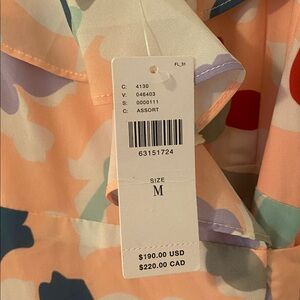 FL_31
C: 4130
V: 046403
S: 0000111
C: ASSORT
63151724
SIZE
M
$190.00 USD
$220.00 CAD